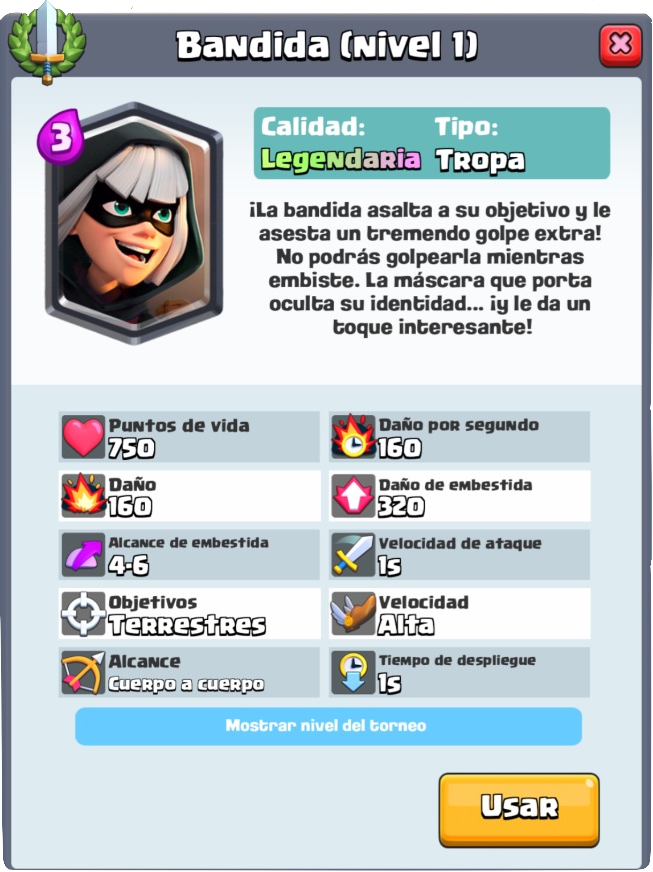 Bandida (nivel 1)
3
Calidad: Tipo:
Legendaria Tropa
¡La bandida asalta a su objetivo y le
asesta un tremendo golpe extra!
No podrás golpearla mientras
embiste. La máscara que porta
oculta su identidad... ¡y le da un
toque interesante!
Puntos de vida
750
Daño por segundo
160
Daño
160
Daño de embestida
320
Alcance de embestida
4-6
Velocidad de ataque
1s
Objetivos
Terrestres
Velocidad
Alta
Alcance
Cuerpo a cuerpo
Tiempo de despliegue
1s
Mostrar nivel del torneo
Usar